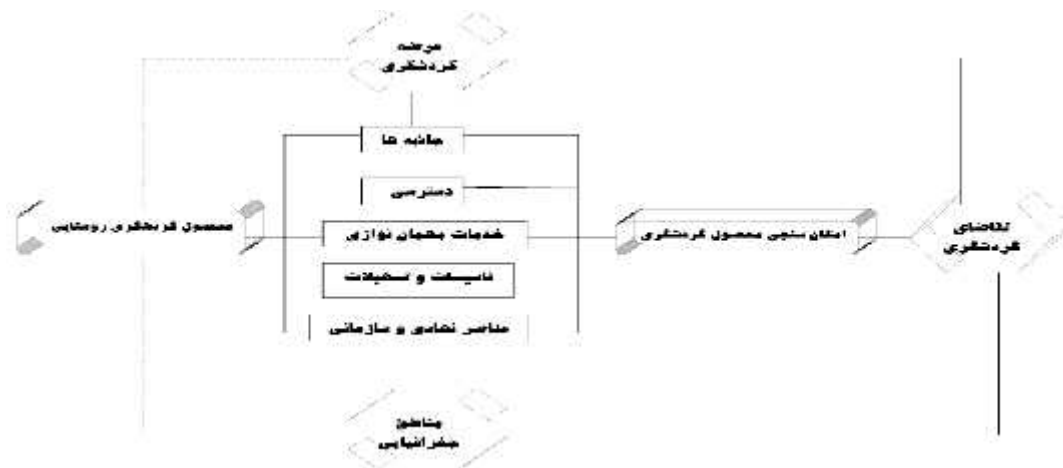 عرضه
گردشگری
جاذبه ها
دسترسی
خدمات مهمان نوازی
تاسیسات و تسهیلات
عناصر نهادی و سازمانی
محصول گردشگری روستایی
امکان سنجی محصول گردشگری
تقاضای
گردشگری
مناطق
جغرافیایی